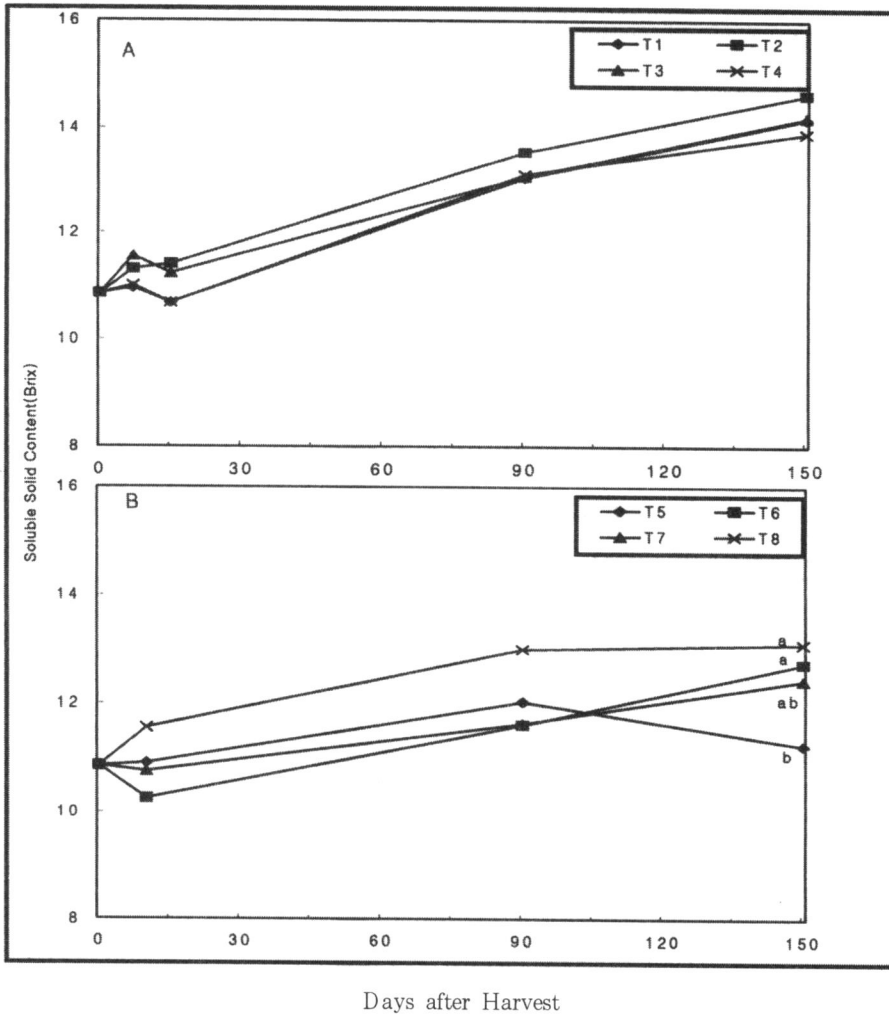 16
A
T1 T2
T3 T4
14
12
10
8
0 30 60 90 120 150
Soluble Solid Content(Brix)
16
B
T5 T6
T7 T8
14
a
a
12
ab
b
10
8
0 30 60 90 120 150
Days after Harvest